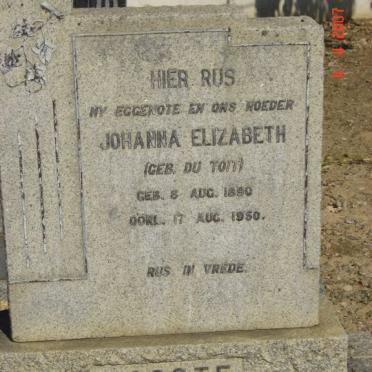 HIER RUS
MY EGGENOTE EN ONS MOEDER
JOHANNA ELIZABETH
(GEB. DU TOIT)
GEB. 8 AUG. 1890
OORL. 17 AUG. 1950.
RUS IN VREDE.